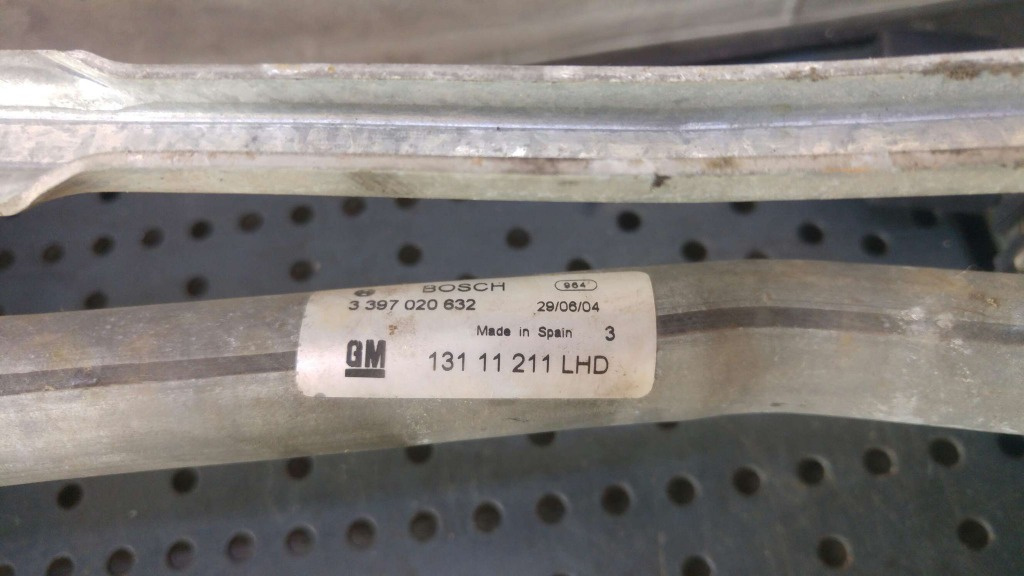 BOSCH 964
3 397 020 632 29/06/04
Made in Spain 3
GM 131 11 211 LHD